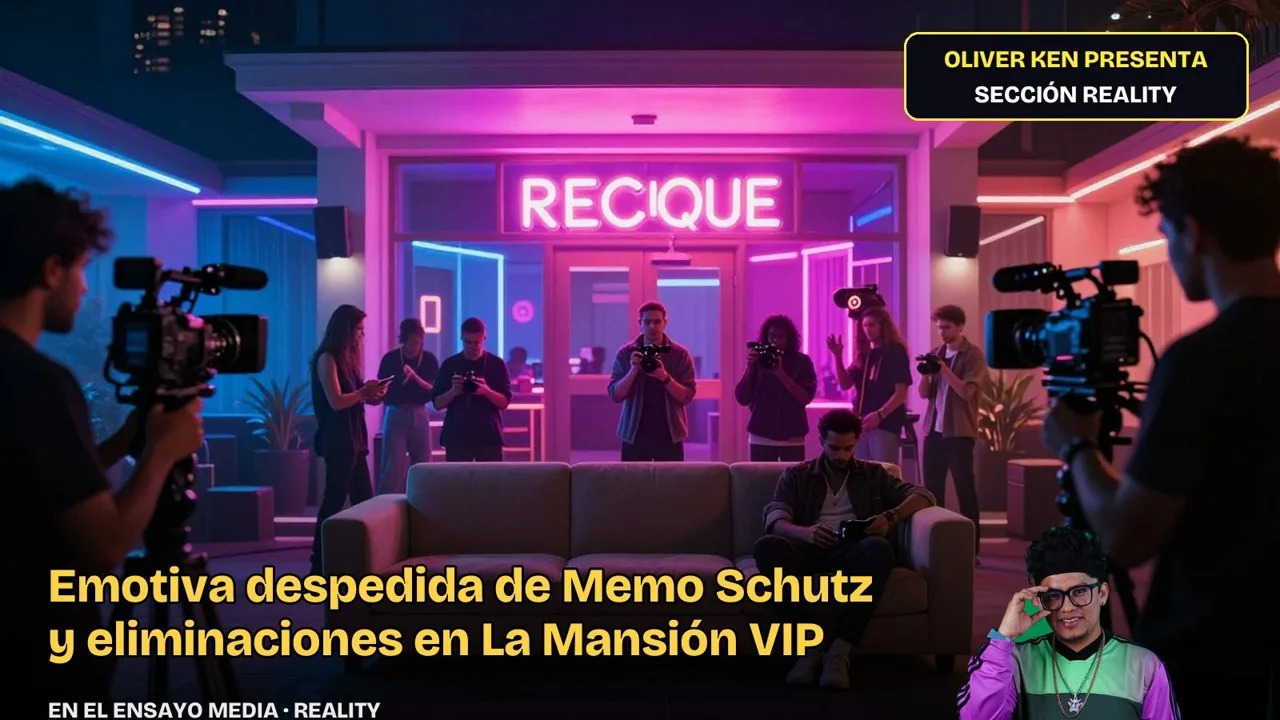 OLIVER KEN PRESENTA
SECCIÓN REALITY
RECIQUE
Emotiva despedida de Memo Schutz
y eliminaciones en La Mansión VIP
EN EL ENSAYO MEDIA · REALITY